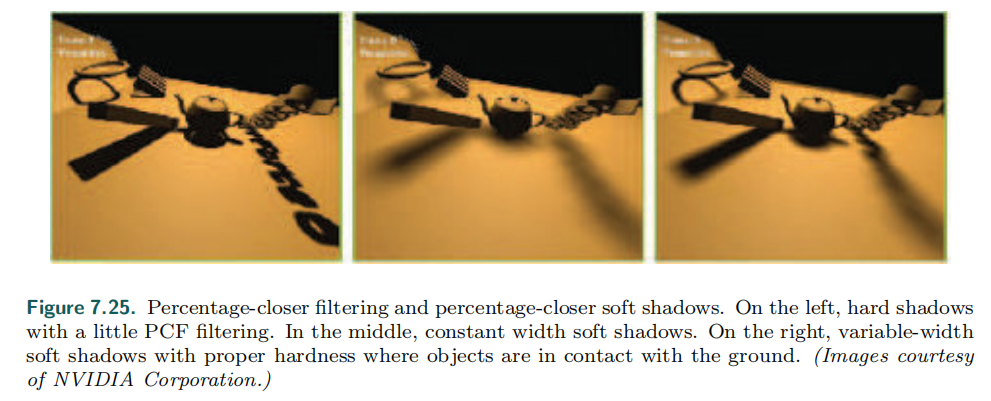 Figure 7.25. Percentage-closer filtering and percentage-closer soft shadows. On the left, hard shadows
with a little PCF filtering. In the middle, constant width soft shadows. On the right, variable-width
soft shadows with proper hardness where objects are in contact with the ground. (Images courtesy
of NVIDIA Corporation.)